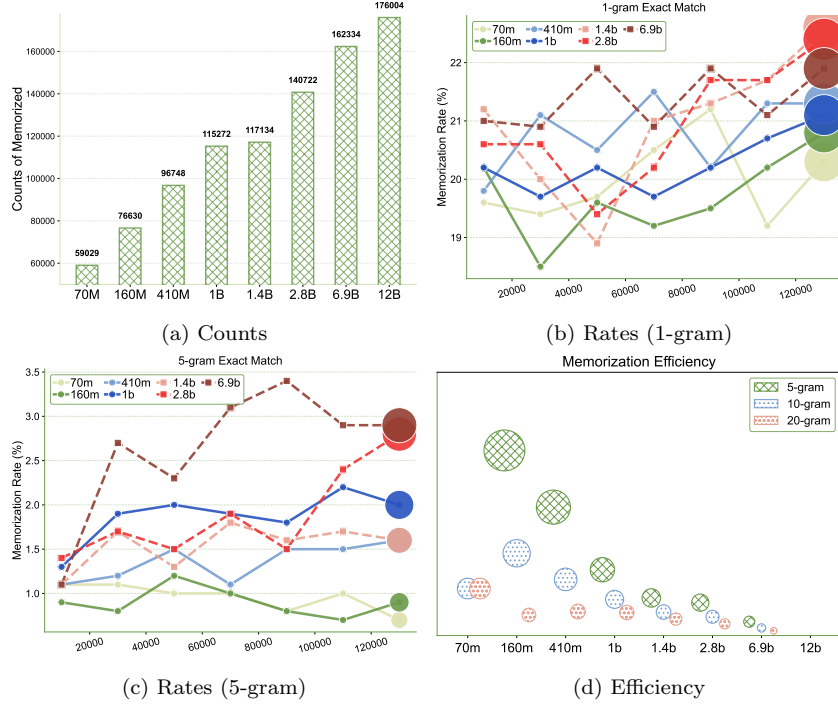 176004
162334
140722
115272
117134
96748
76630
59029
Counts of Memorized
160000
140000
120000
100000
80000
60000
70M 160M 410M 1B 1.4B 2.8B 6.9B 12B
(a) Counts
1-gram Exact Match
70m 410m 1.4b 6.9b
160m 1b 2.8b
Memorization Rate (%)
22
21
20
19
20000 40000 60000 80000 100000 120000
(b) Rates (1-gram)
5-gram Exact Match
70m 410m 1.4b 6.9b
160m 1b 2.8b
Memorization Rate (%)
3.5
3.0
2.5
2.0
1.5
1.0
20000 40000 60000 80000 100000 120000
(c) Rates (5-gram)
Memorization Efficiency
5-gram
10-gram
20-gram
70m 160m 410m 1b 1.4b 2.8b 6.9b 12b
(d) Efficiency